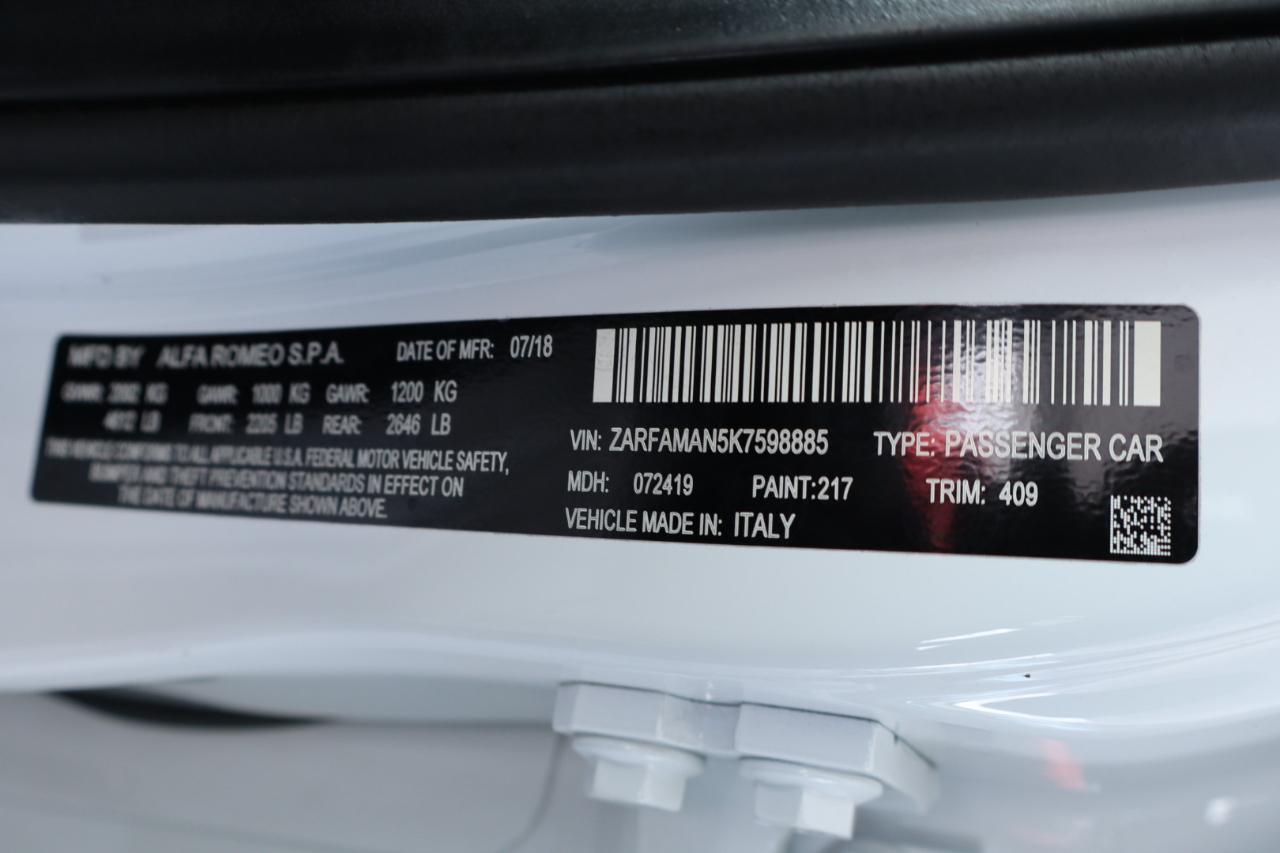 MFD BY ALFA ROMEO S.P.A. DATE OF MFR: 07/18
GVWR: 2092 KG GAWR: 1000 KG GAWR: 1200 KG
4612 LB FRONT: 2205 LB REAR: 2646 LB
THIS VEHICLE CONFORMS TO ALL APPLICABLE U.S.A. FEDERAL MOTOR VEHICLE SAFETY,
BUMPER AND THEFT PREVENTION STANDARDS IN EFFECT ON
THE DATE OF MANUFACTURE SHOWN ABOVE.
VIN: ZARFAMAN5K7598885 TYPE: PASSENGER CAR
MDH: 072419 PAINT:217 TRIM: 409
VEHICLE MADE IN: ITALY